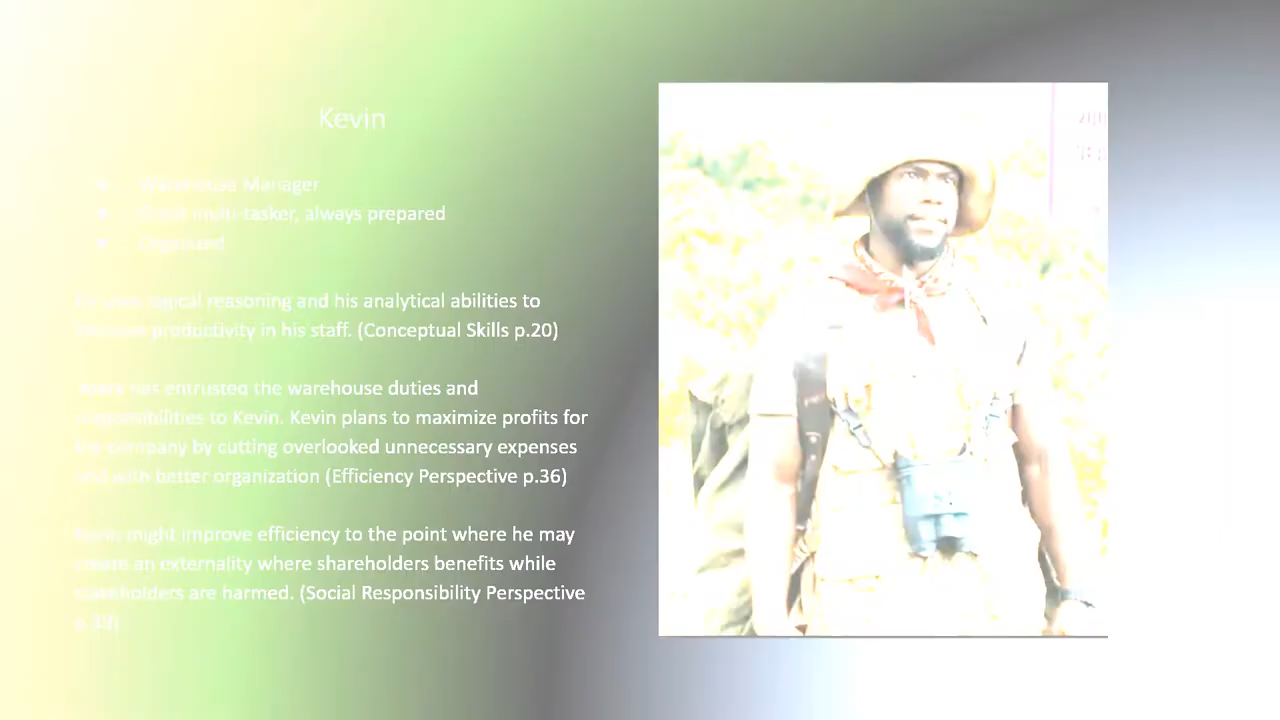 Kevin
Warehouse Manager
multi-tasker, always prepared
Organized
logical reasoning and his analytical abilities to
productivity in his staff. (Conceptual Skills p.20)
has entrusted the warehouse duties and
responsibilities to Kevin. Kevin plans to maximize profits for
the company by cutting overlooked unnecessary expenses
and with better organization (Efficiency Perspective p.36)
Kevin might improve efficiency to the point where he may
create an externality where shareholders benefits while
stakeholders are harmed. (Social Responsibility Perspective